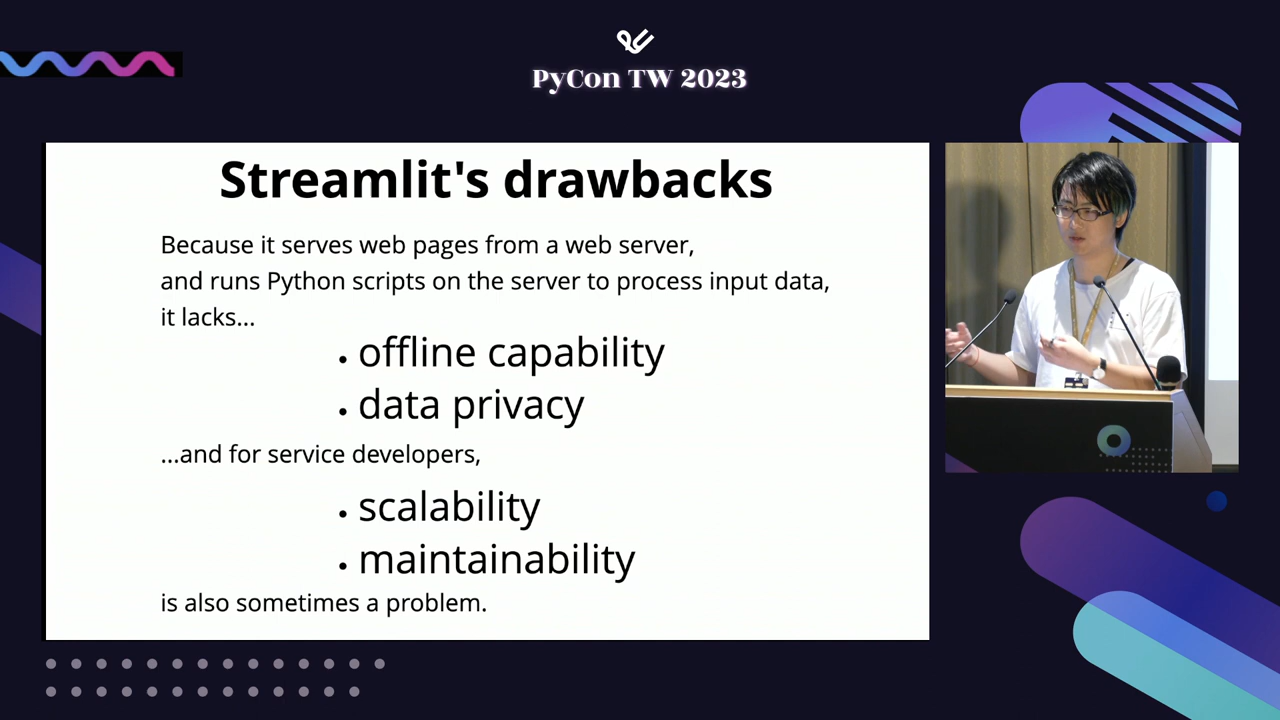 PyCon TW 2023
Streamlit's drawbacks
Because it serves web pages from a web server,
and runs Python scripts on the server to process input data,
it lacks...
• offline capability
• data privacy
...and for service developers,
• scalability
• maintainability
is also sometimes a problem.